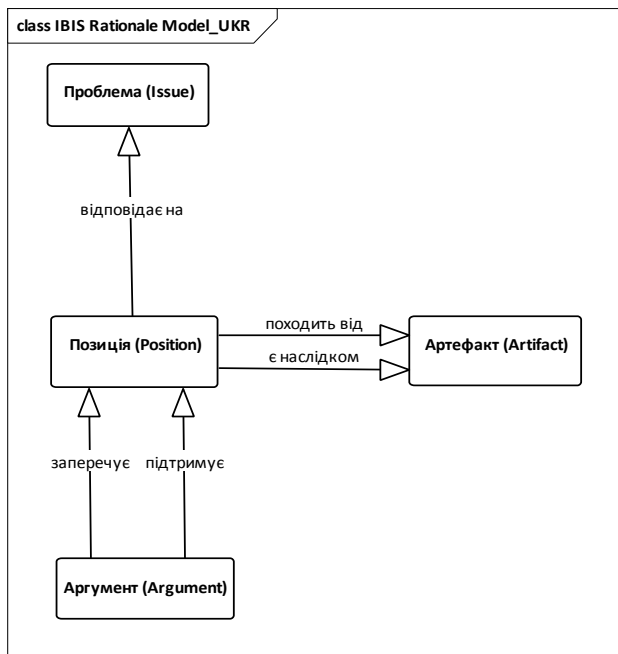 class IBIS Rationale Model_UKR
Проблема (Issue)
відповідає на
Позиція (Position)
походить від
є наслідком
Артефакт (Artifact)
заперечує
підтримує
Аргумент (Argument)